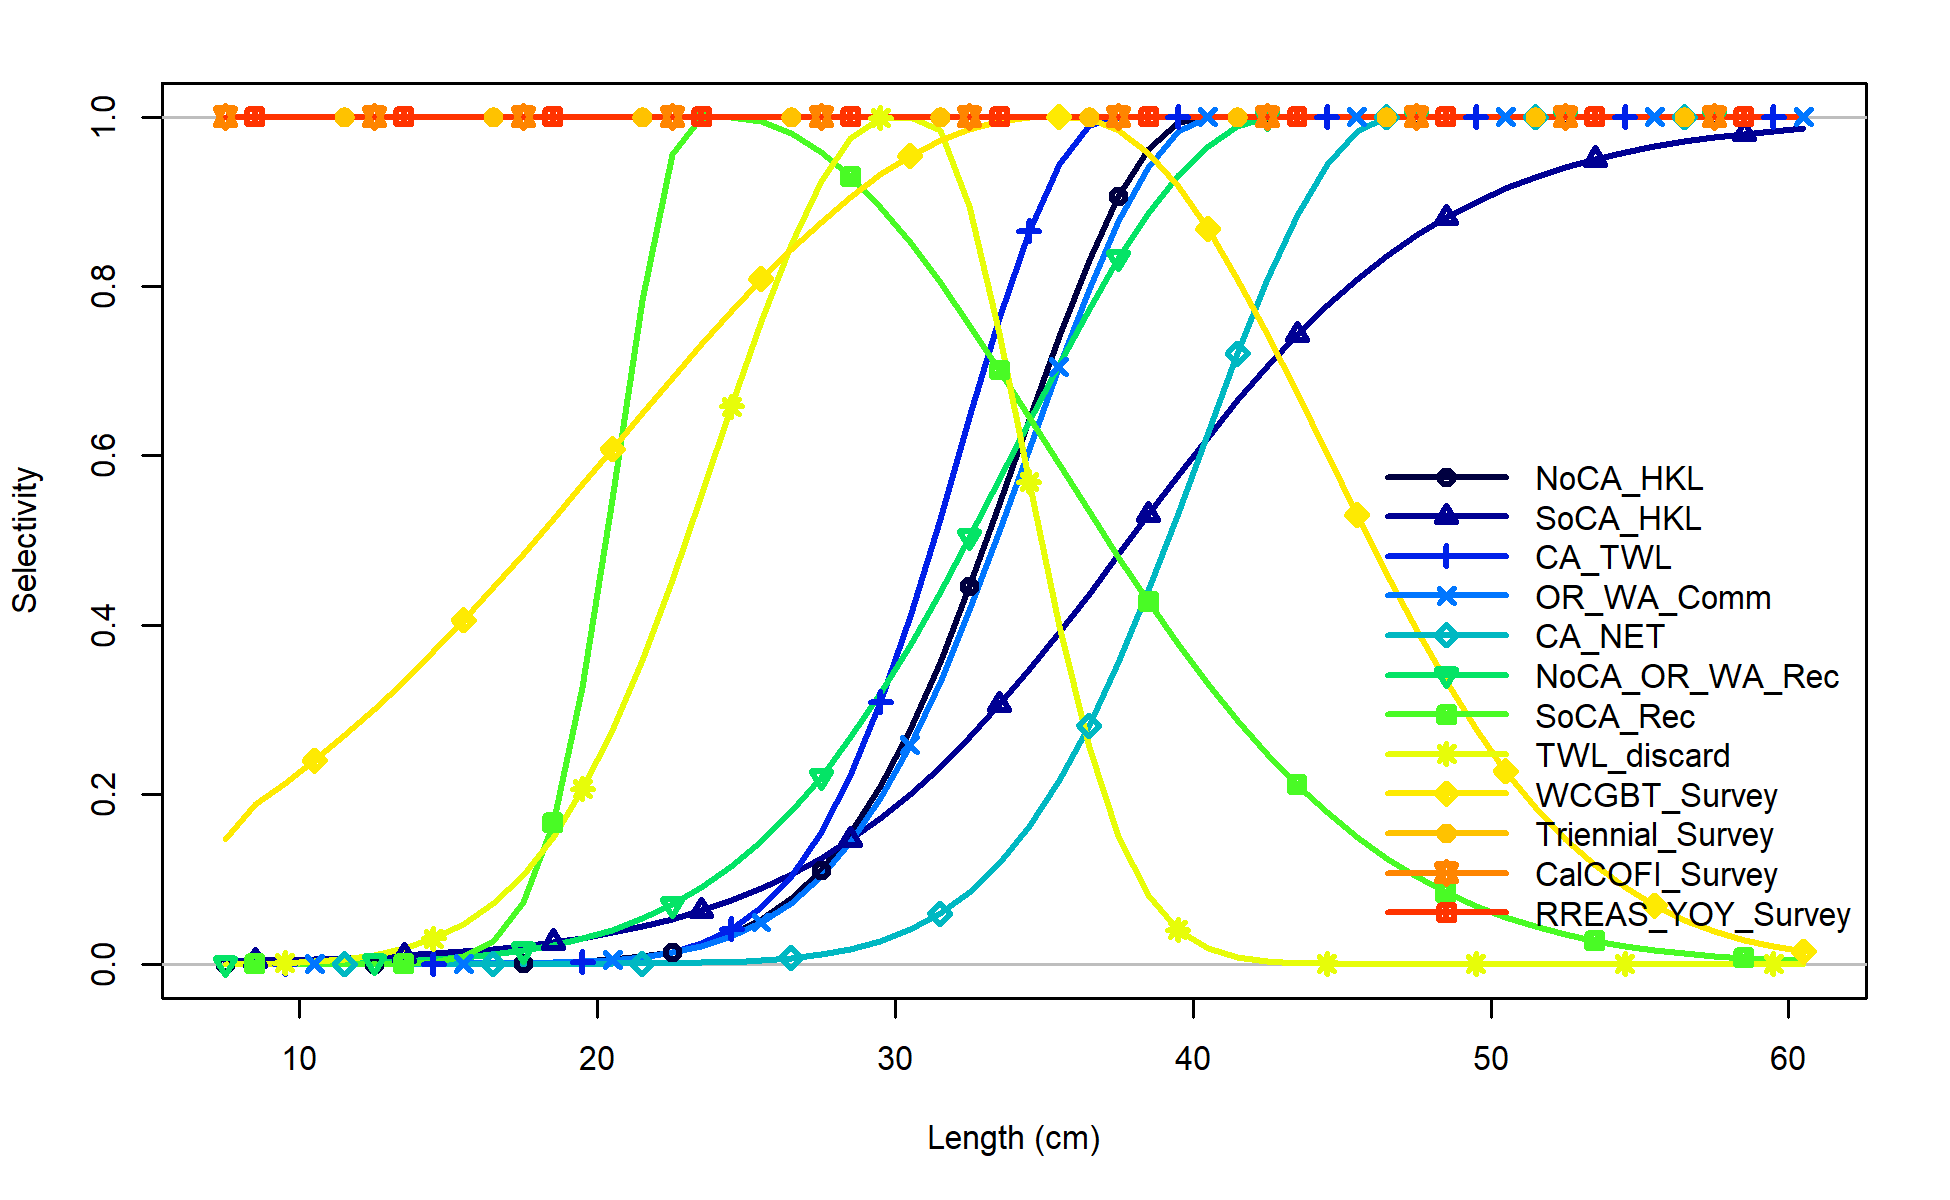 1.0
0.8
0.6
0.4
0.2
0.0
Selectivity
NoCA_HKL
SoCA_HKL
CA_TWL
OR_WA_Comm
CA_NET
NoCA_OR_WA_Rec
SoCA_Rec
TWL_discard
WCGBT_Survey
Triennial_Survey
CalCOFI_Survey
RREAS_YOY_Survey
10 20 30 40 50 60
Length (cm)